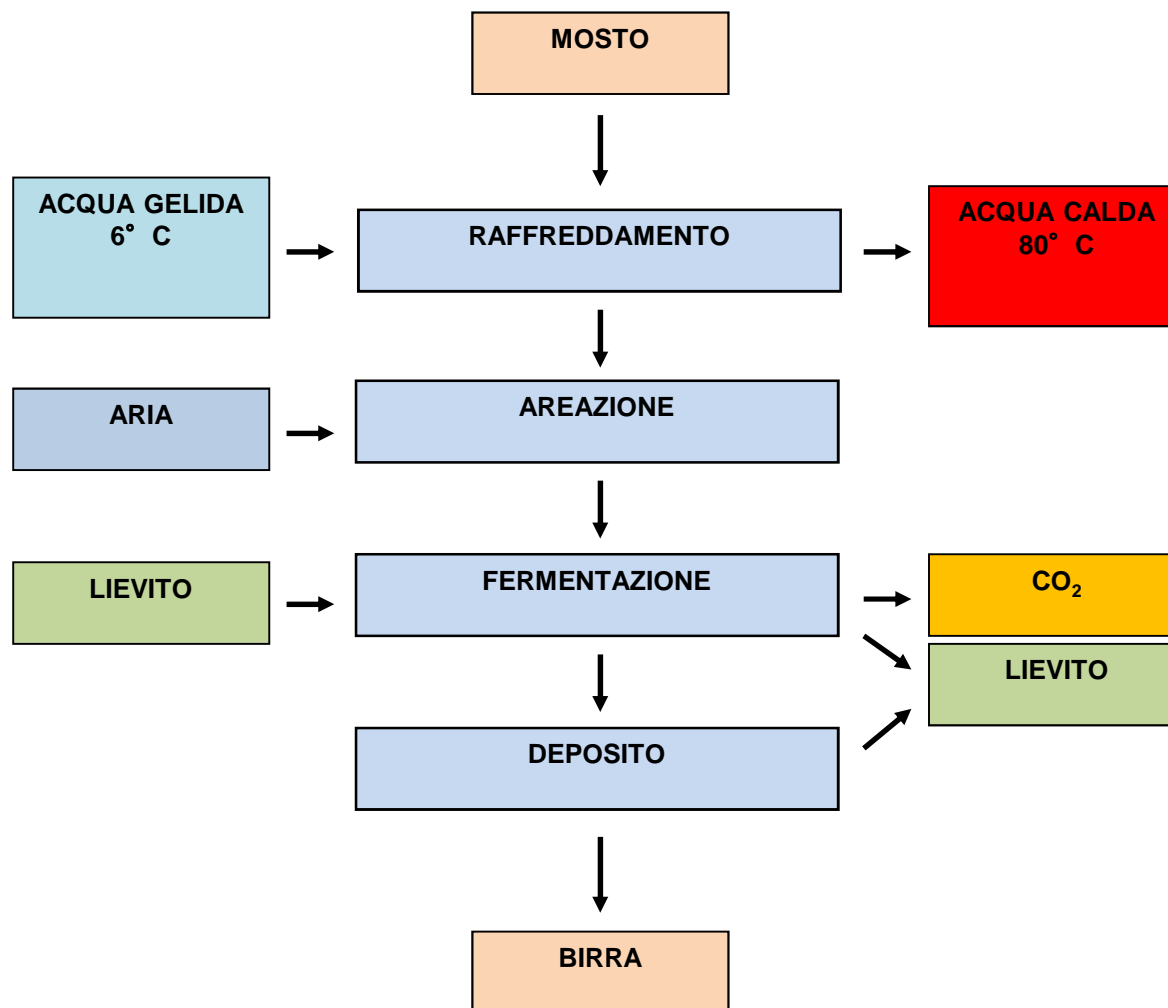 MOSTO
ACQUA GELIDA
6° C
RAFFREDDAMENTO
ACQUA CALDA
80° C
ARIA
AREAZIONE
LIEVITO
FERMENTAZIONE
CO₂
LIEVITO
DEPOSITO
BIRRA